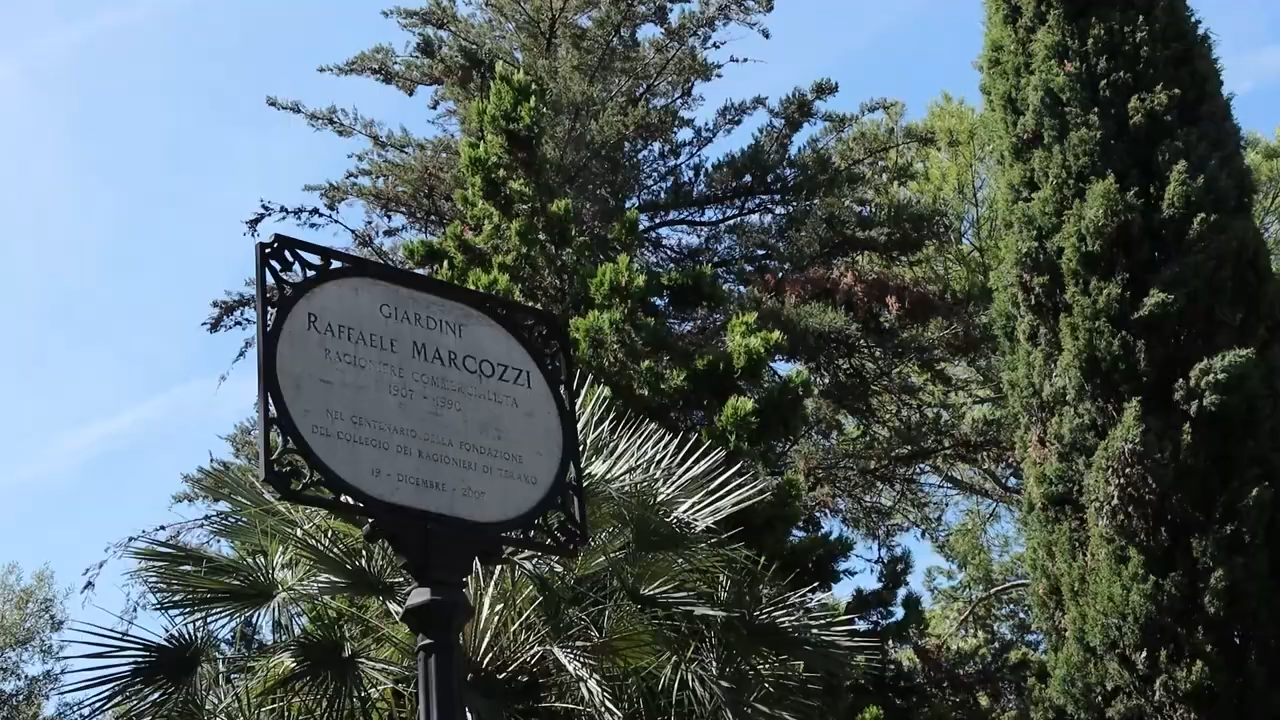 GIARDINI
RAFFAELE MARCOZZI
RAGIONIERE COMMERCIALISTA
1907 - 1990
NEL CENTENARIO DELLA FONDAZIONE
DEL COLLEGIO DEI RAGIONIERI DI TERAMO
19 - DICEMBRE - 2007